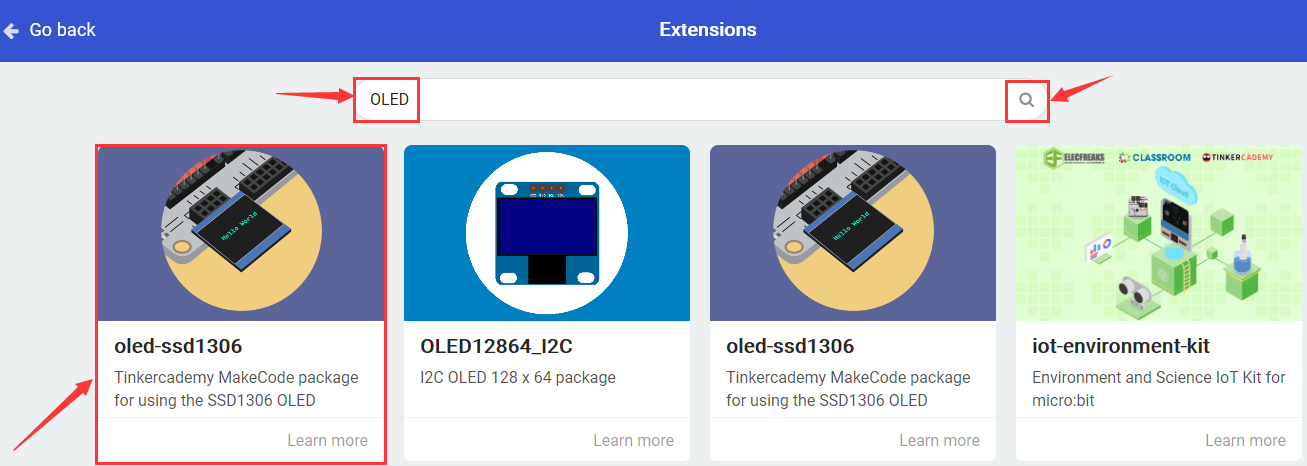 Go back
Extensions
OLED
Hello World
Hello World
ELECFREAKS
CLASSROOM
TINKERCADEMY
IOT Cloud
oled-ssd1306
Tinkercademy MakeCode package
for using the SSD1306 OLED
Learn more
OLED12864_I2C
I2C OLED 128 x 64 package
Learn more
oled-ssd1306
Tinkercademy MakeCode package
for using the SSD1306 OLED
Learn more
iot-environment-kit
Environment and Science IoT Kit for
micro:bit
Learn more